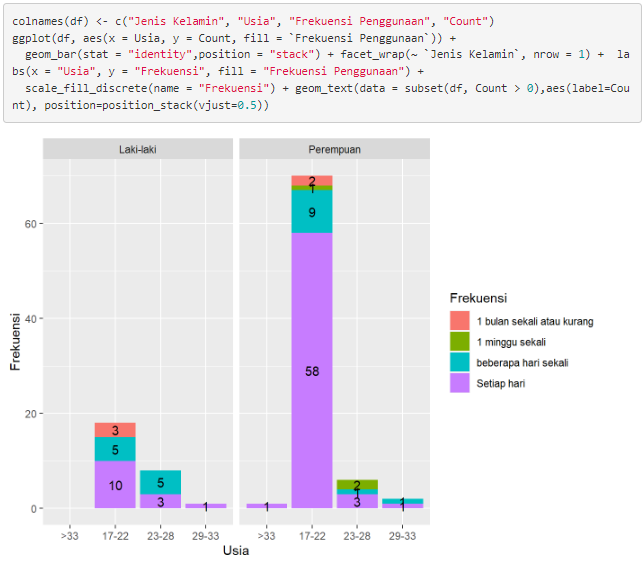 colnames(df) <- c("Jenis Kelamin", "Usia", "Frekuensi Penggunaan", "Count")
ggplot(df, aes(x = Usia, y = Count, fill = `Frekuensi Penggunaan`)) +
  geom_bar(stat = "identity",position = "stack") + facet_wrap(~ `Jenis Kelamin`, nrow = 1) +  la
bs(x = "Usia", y = "Frekuensi", fill = "Frekuensi Penggunaan") +
  scale_fill_discrete(name = "Frekuensi") + geom_text(data = subset(df, Count > 0),aes(label=Cou
nt), position=position_stack(vjust=0.5))
Laki-laki
Perempuan
Frekuensi
60
40
20
0
3
5
10
5
3
1
1
2
1
9
58
2
1
3
1
1
>33
17-22
23-28
29-33
>33
17-22
23-28
29-33
Usia
Frekuensi
1 bulan sekali atau kurang
1 minggu sekali
beberapa hari sekali
Setiap hari